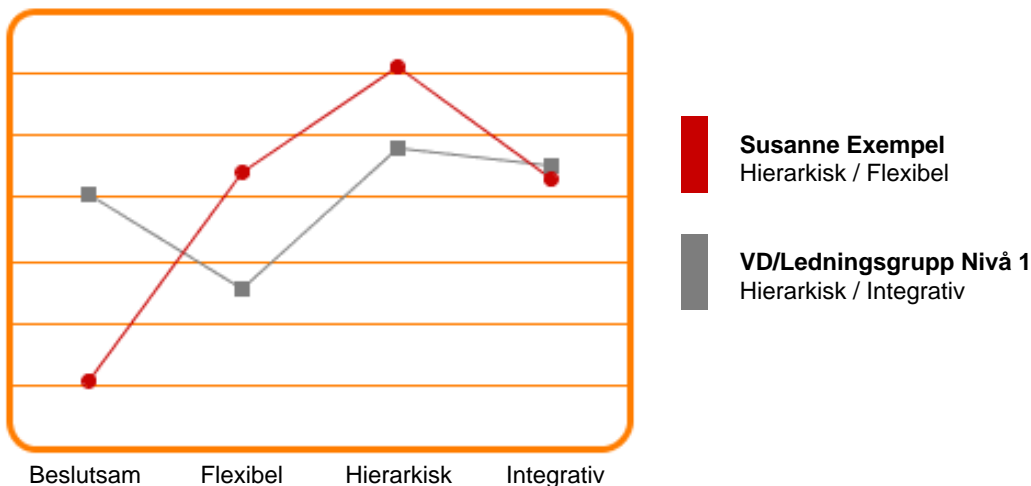 Susanne Exempel
Hierarkisk / Flexibel
VD/Ledningsgrupp Nivå 1
Hierarkisk / Integrativ
Beslutsam Flexibel Hierarkisk Integrativ